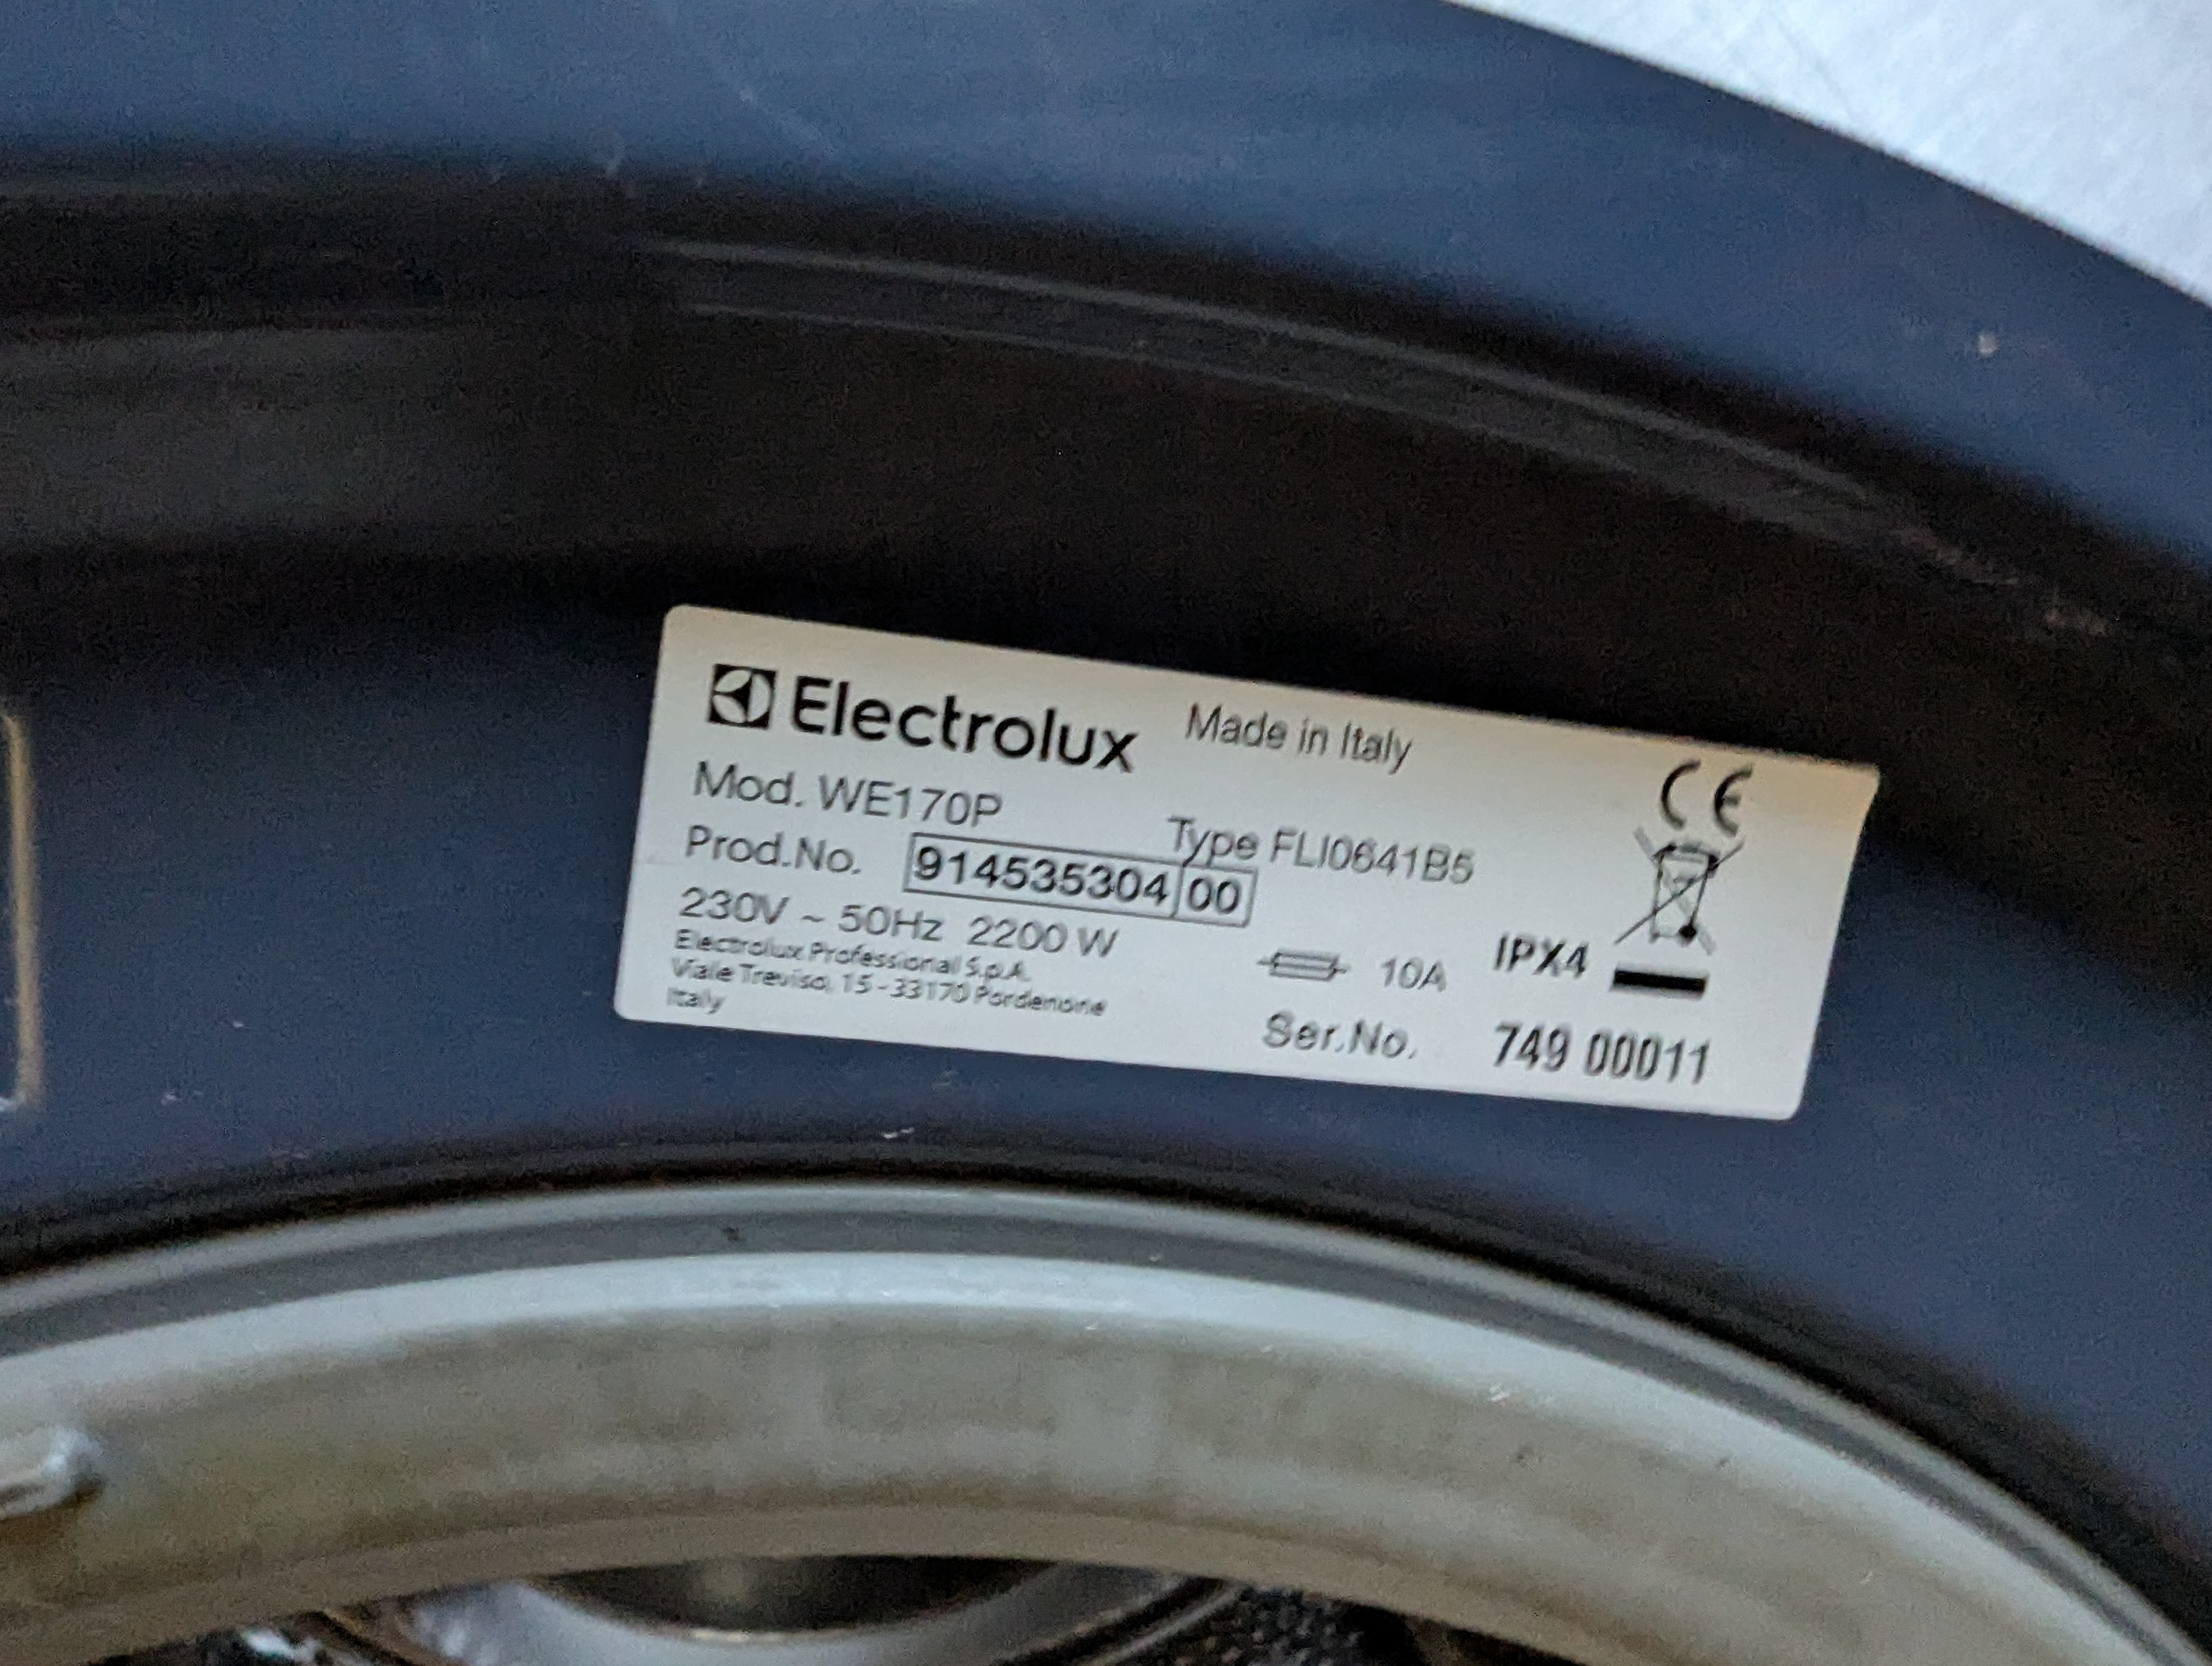 Electrolux Made in Italy
Mod. WE170P
Type FLI0641B5
Prod.No. 914535304 00
230V ~ 50Hz 2200 W
Electrolux Professional S.p.A.
Viale Treviso, 15 - 33170 Pordenone
Italy
10A IPX4
CE
Ser.No. 749 00011